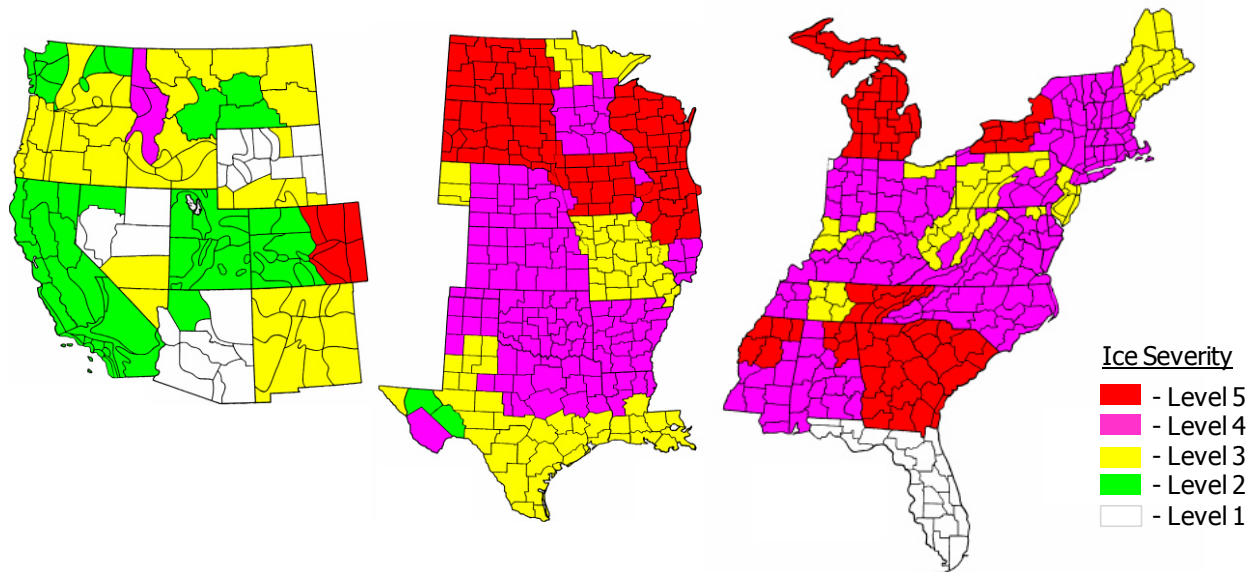 Ice Severity
- Level 5
- Level 4
- Level 3
- Level 2
- Level 1